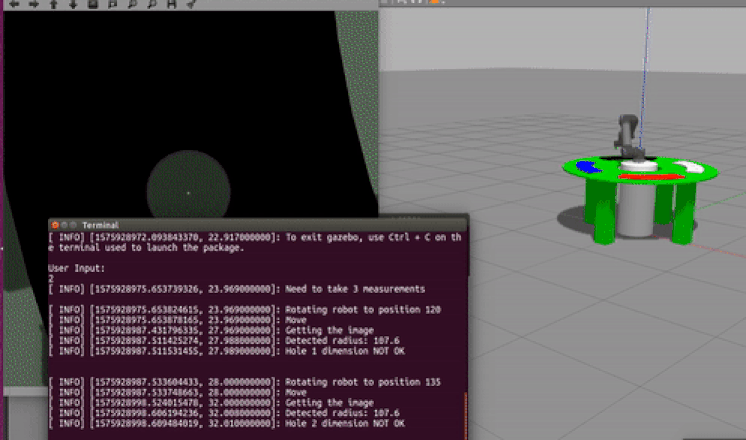 Terminal
[ INFO] [1575928972.093843370, 22.917000000]: To exit gazebo, use Ctrl + C on th
e terminal used to launch the package.
User Input:
2
[ INFO] [1575928975.653739326, 23.969000000]: Need to take 3 measurements
[ INFO] [1575928975.653824615, 23.969000000]: Rotating robot to position 120
[ INFO] [1575928975.653878165, 23.969000000]: Move
[ INFO] [1575928987.431796335, 27.969000000]: Getting the image
[ INFO] [1575928987.511425274, 27.988000000]: Detected radius: 107.6
[ INFO] [1575928987.511531455, 27.989000000]: Hole 1 dimension NOT OK
[ INFO] [1575928987.533604433, 28.000000000]: Rotating robot to position 135
[ INFO] [1575928987.533748663, 28.000000000]: Move
[ INFO] [1575928998.524015478, 32.000000000]: Getting the image
[ INFO] [1575928998.606194236, 32.008000000]: Detected radius: 107.6
[ INFO] [1575928998.609484019, 32.010000000]: Hole 2 dimension NOT OK